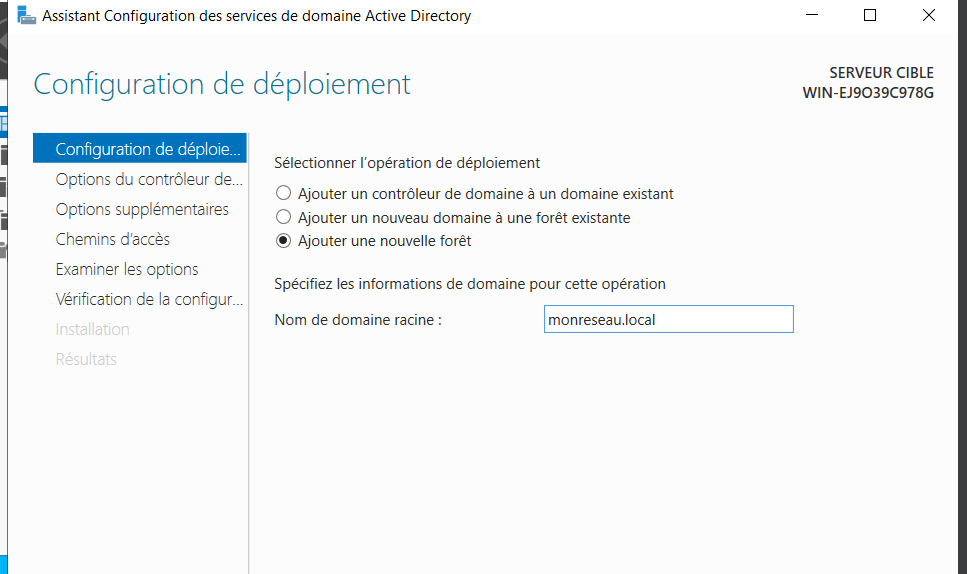 Assistant Configuration des services de domaine Active Directory
Configuration de déploiement
SERVEUR CIBLE
WIN-EJ9O39C978G
Configuration de déploie...
Options du contrôleur de...
Options supplémentaires
Chemins d’accès
Examiner les options
Vérification de la configur...
Installation
Résultats
Sélectionner l’opération de déploiement
Ajouter un contrôleur de domaine à un domaine existant
Ajouter un nouveau domaine à une forêt existante
Ajouter une nouvelle forêt
Spécifiez les informations de domaine pour cette opération
Nom de domaine racine : monreseau.local